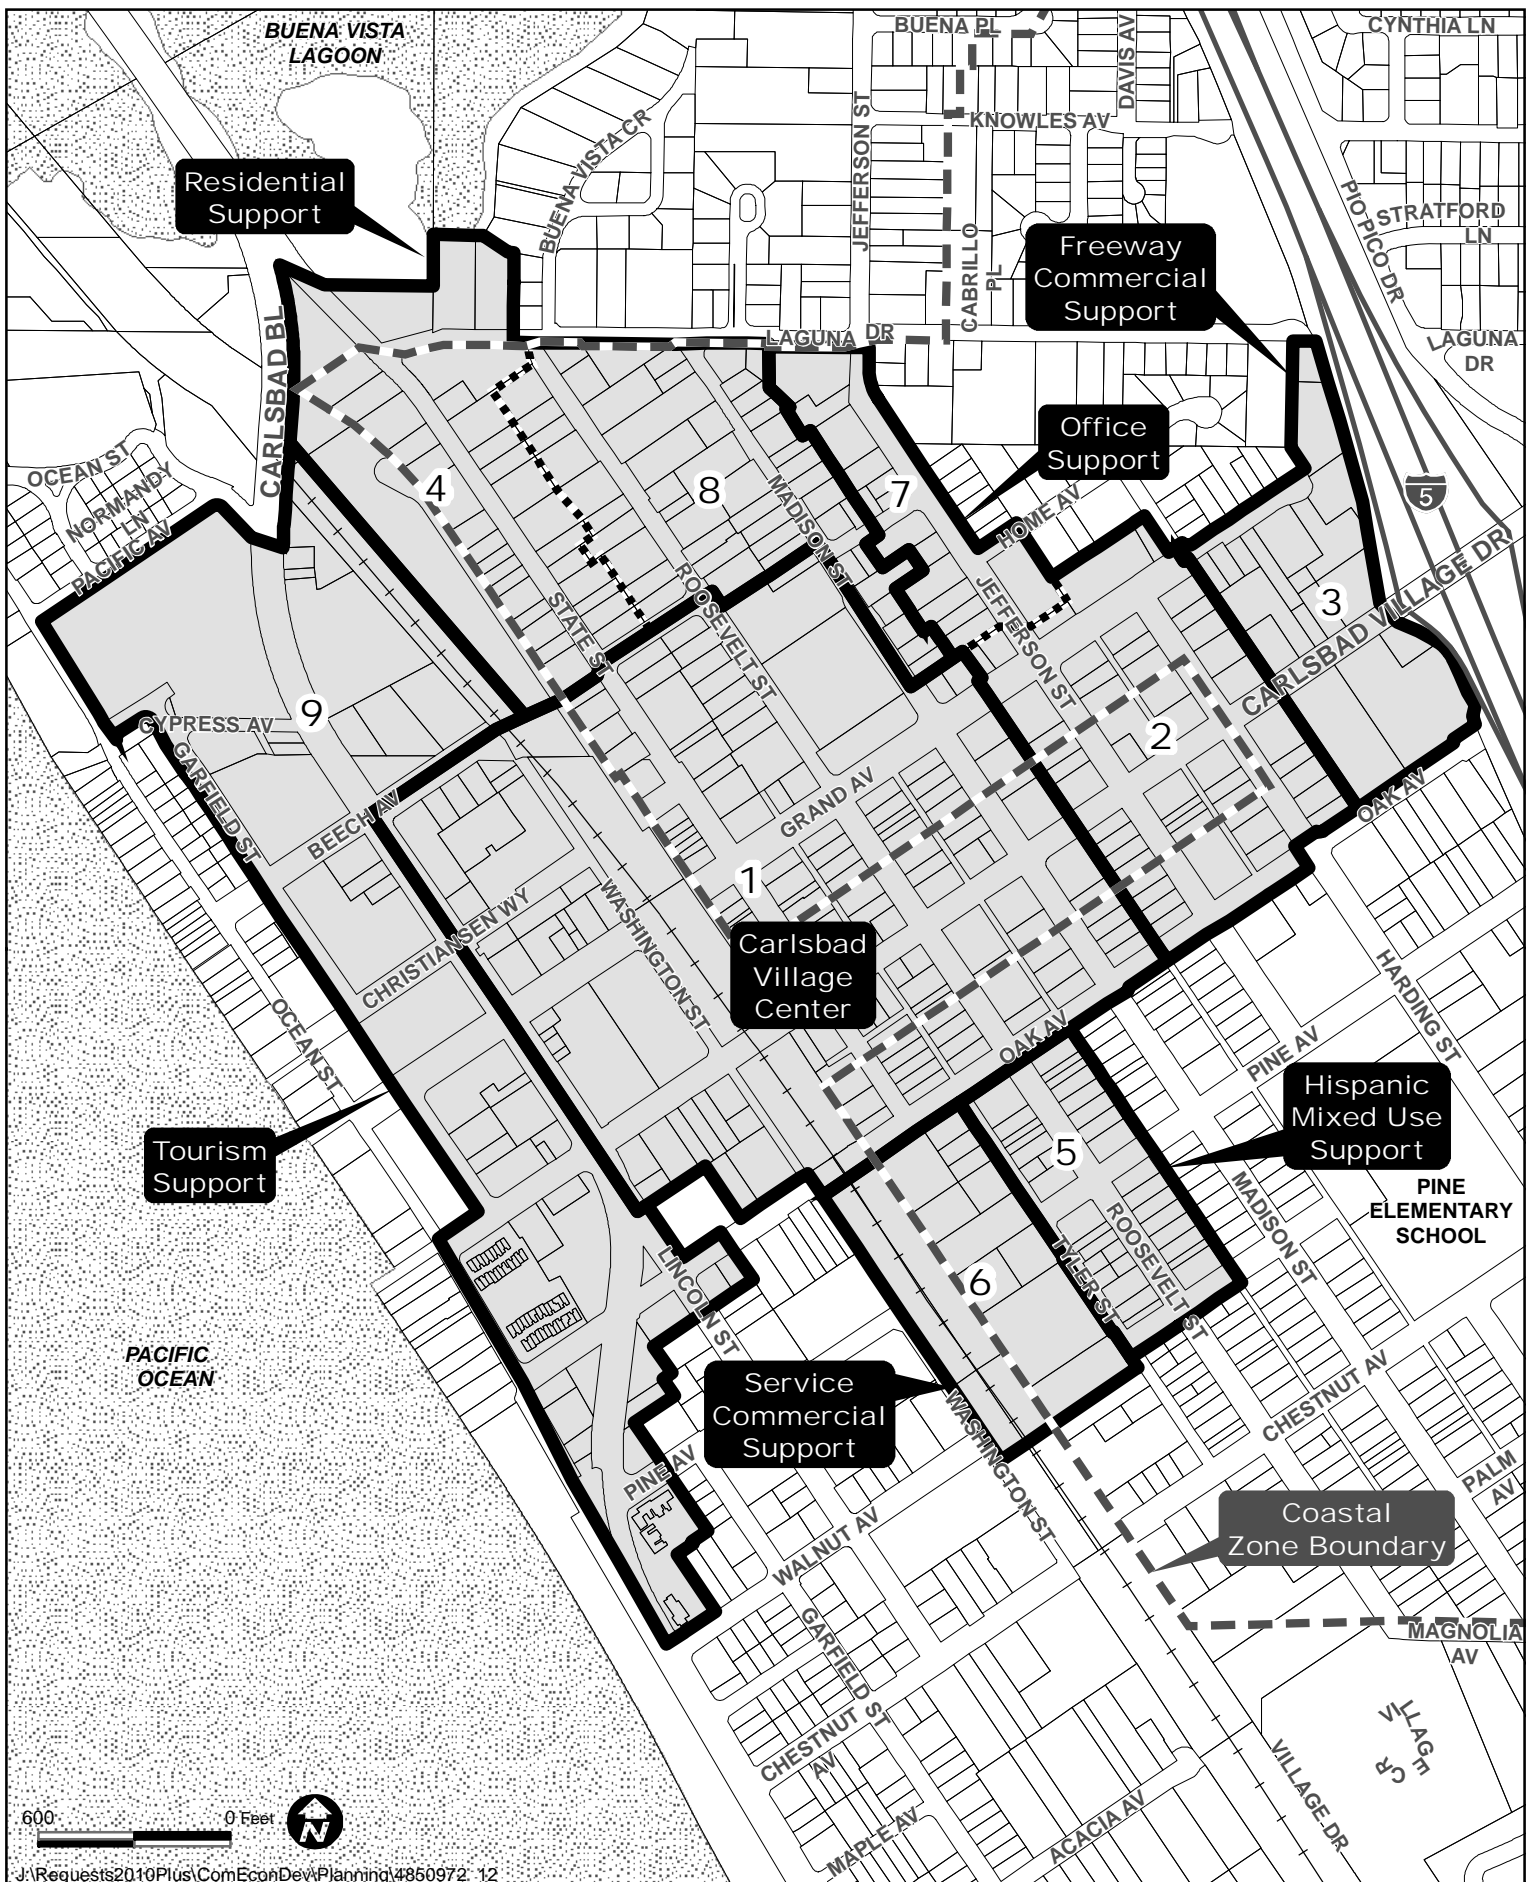 BUENA VISTA
LAGOON
BUENA PL
DAVIS AV
CYNTHIA LN
KNOWLES AV
BUENA VISTA CR
JEFFERSON ST
Residential
Support
PIO PICO DR
STRATFORD
LN
CABRILLO
PL
Freeway
Commercial
Support
LAGUNA DR
LAGUNA
DR
CARLSBAD BL
Office
Support
OCEAN ST
NORMANDY
LN
PACIFIC AV
4
8
7
MADISON ST
HOME AV
5
CARLSBAD VILLAGE DR
3
STATE ST
ROOSEVELT ST
JEFFERSON ST
9
CYPRESS AV
GARFIELD ST
2
BEECH AV
GRAND AV
OAK AV
1
WASHINGTON ST
CHRISTIANSEN WY
Carlsbad
Village
Center
OCEAN ST
OAK AV
HARDING ST
PINE AV
Hispanic
Mixed Use
Support
Tourism
Support
5
PINE
ELEMENTARY
SCHOOL
MADISON ST
ROOSEVELT ST
TYLER ST
6
LINCOLN ST
PACIFIC
OCEAN
Service
Commercial
Support
CHESTNUT AV
WASHINGTON ST
PINE AV
PALM
AV
Coastal
Zone Boundary
WALNUT AV
GARFIELD ST
MAGNOLIA
AV
CHESTNUT
AV
VILLAGE
CR
VILLAGE DR
MAPLE AV
ACACIA AV
600
0 Feet
N
J:\Requests2010Plus\ComEconDev\Planning\4850972_12